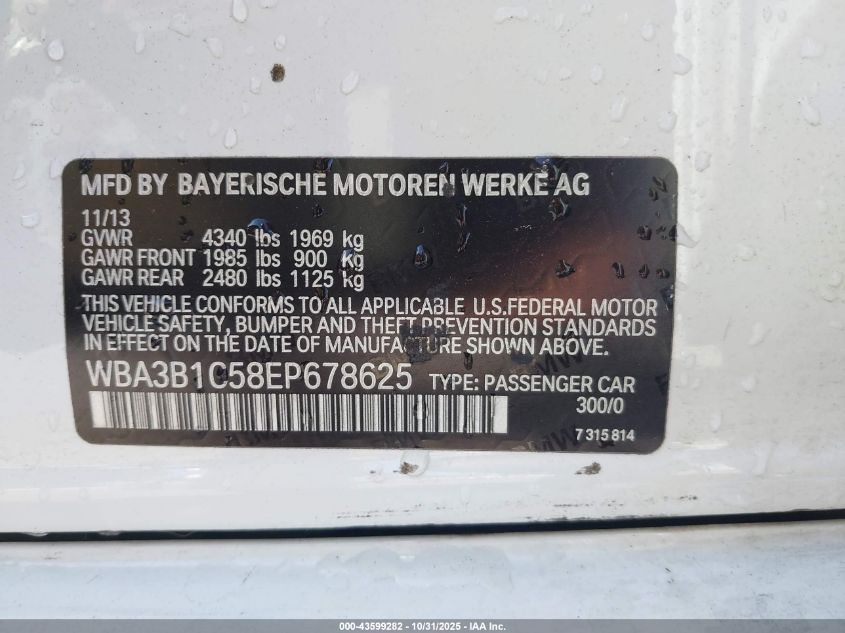 MFD BY BAYERISCHE MOTOREN WERKE AG
11/13
GVWR 4340 lbs 1969 kg
GAWR FRONT 1985 lbs 900 Kg
GAWR REAR 2480 lbs 1125 kg
THIS VEHICLE CONFORMS TO ALL APPLICABLE U.S.FEDERAL MOTOR
VEHICLE SAFETY, BUMPER AND THEFT PREVENTION STANDARDS
IN EFFECT ON THE DATE OF MANUFACTURE SHOWN ABOVE.
WBA3B1C58EP678625 TYPE: PASSENGER CAR
300/0
7 315 814
000-43599282 - 10/31/2025 - IAA Inc.